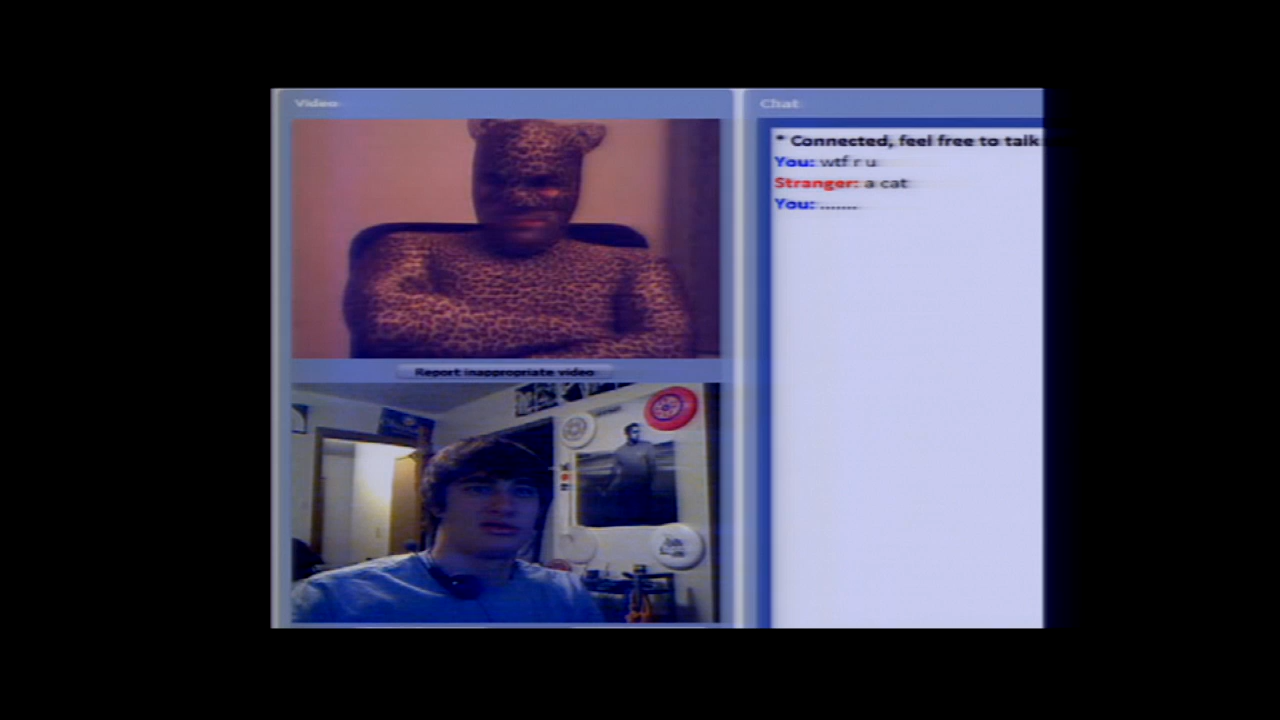 Video
Chat
* Connected, feel free to talk
You: wtf r u
Stranger: a cat
You: .......
Report inappropriate video